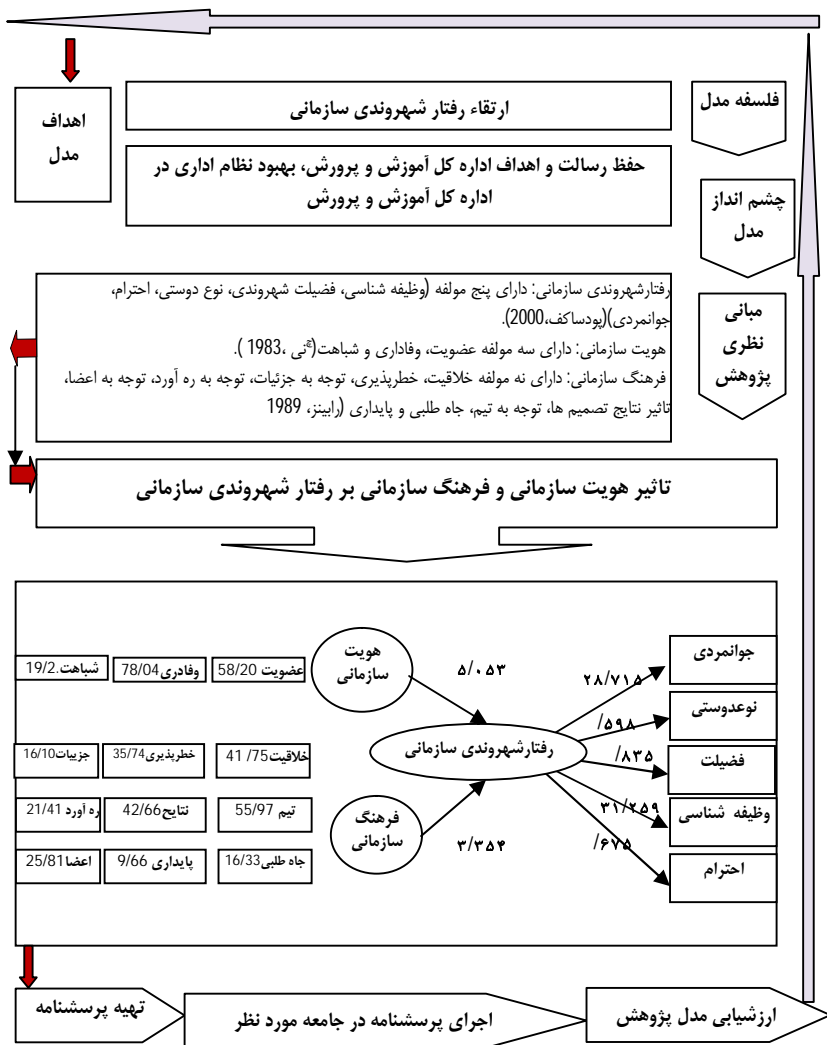 فلسفه مدل
ارتقاء رفتار شهروندی سازمانی
اهداف
مدل
حفظ رسالت و اهداف اداره کل آموزش و پرورش، بهبود نظام اداری در
اداره کل آموزش و پرورش
چشم انداز
مدل
مبانی
نظری
پژوهش
رفتارشهروندی سازمانی: دارای پنج مولفه (وظیفه شناسی، فضیلت شهروندی، نوع دوستی، احترام،
جوانمردی)(پودساکف،2000).
هویت سازمانی: دارای سه مولفه عضویت، وفاداری و شباهت( ،1983 ).
فرهنگ سازمانی: دارای نه مولفه خلاقیت، خطرپذیری، توجه به جزئیات، توجه به ره آورد، توجه به اعضا،
تاثیر نتایج تصمیم ها، توجه به تیم، جاه طلبی و پایداری (رابینز، 1989
تاثیر هویت سازمانی و فرهنگ سازمانی بر رفتار شهروندی سازمانی
جوانمردی
نوعدوستی
فضیلت
وظیفه شناسی
احترام
۲۸/۷۱۵
/۵۹۸
/۸۳۵
۳۱/۲۵۹
/۶۷۵
رفتارشهروندی سازمانی
۵/۰۵۳
۳/۳۵۴
هویت
سازمانی
فرهنگ
سازمانی
عضویت 58/20
وفادری78/04
شباهت.19/2
خلاقیت75/ 41
خطرپذیری35/74
جزییات16/10
تیم 55/97
نتایج42/66
ره آورد 21/41
جاه طلبی16/33
پایداری 9/66
اعضا25/81
ارزشیابی مدل پژوهش
اجرای پرسشنامه در جامعه مورد نظر
تهیه پرسشنامه